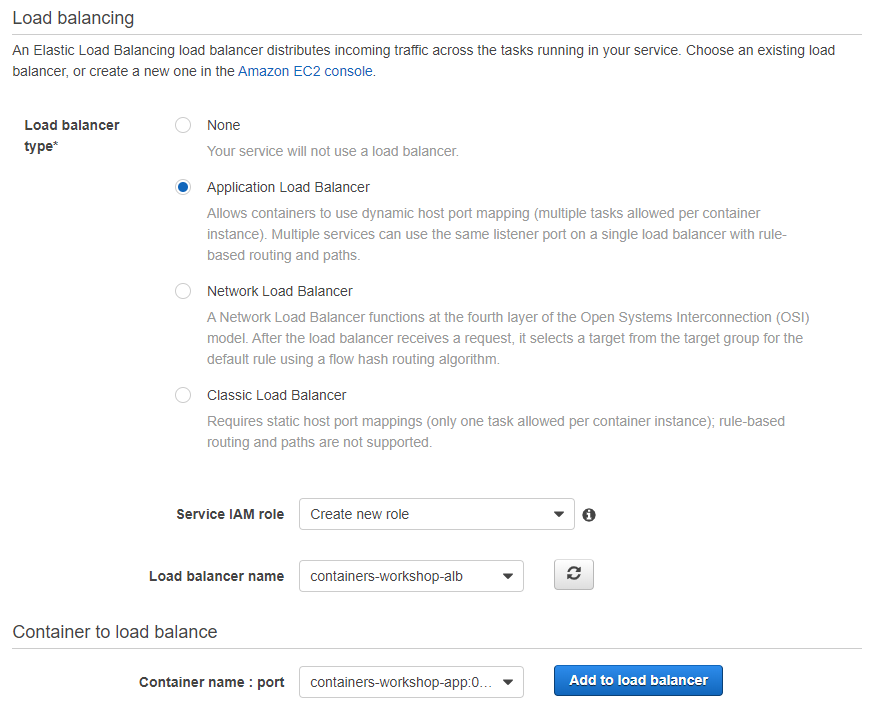 Load balancing
An Elastic Load Balancing load balancer distributes incoming traffic across the tasks running in your service. Choose an existing load
balancer, or create a new one in the Amazon EC2 console.
Load balancer
type*
None
Your service will not use a load balancer.
Application Load Balancer
Allows containers to use dynamic host port mapping (multiple tasks allowed per container
instance). Multiple services can use the same listener port on a single load balancer with rule-
based routing and paths.
Network Load Balancer
A Network Load Balancer functions at the fourth layer of the Open Systems Interconnection (OSI)
model. After the load balancer receives a request, it selects a target from the target group for the
default rule using a flow hash routing algorithm.
Classic Load Balancer
Requires static host port mappings (only one task allowed per container instance); rule-based
routing and paths are not supported.
Service IAM role Create new role
Load balancer name containers-workshop-alb
Container to load balance
Container name : port containers-workshop-app:0... Add to load balancer